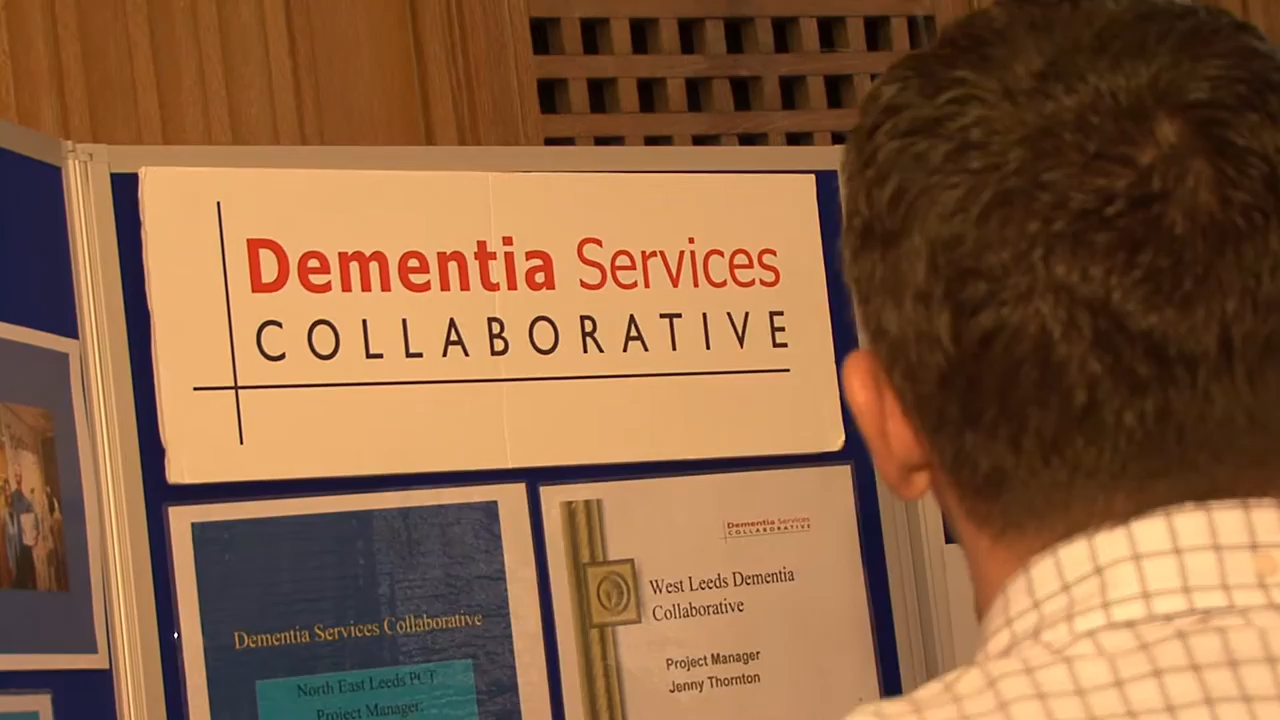 Dementia Services
COLLABORATIVE
Dementia Services Collaborative
North East Leeds PCT
Project Manager:
Dementia Services
COLLABORATIVE
West Leeds Dementia
Collaborative
Project Manager
Jenny Thornton